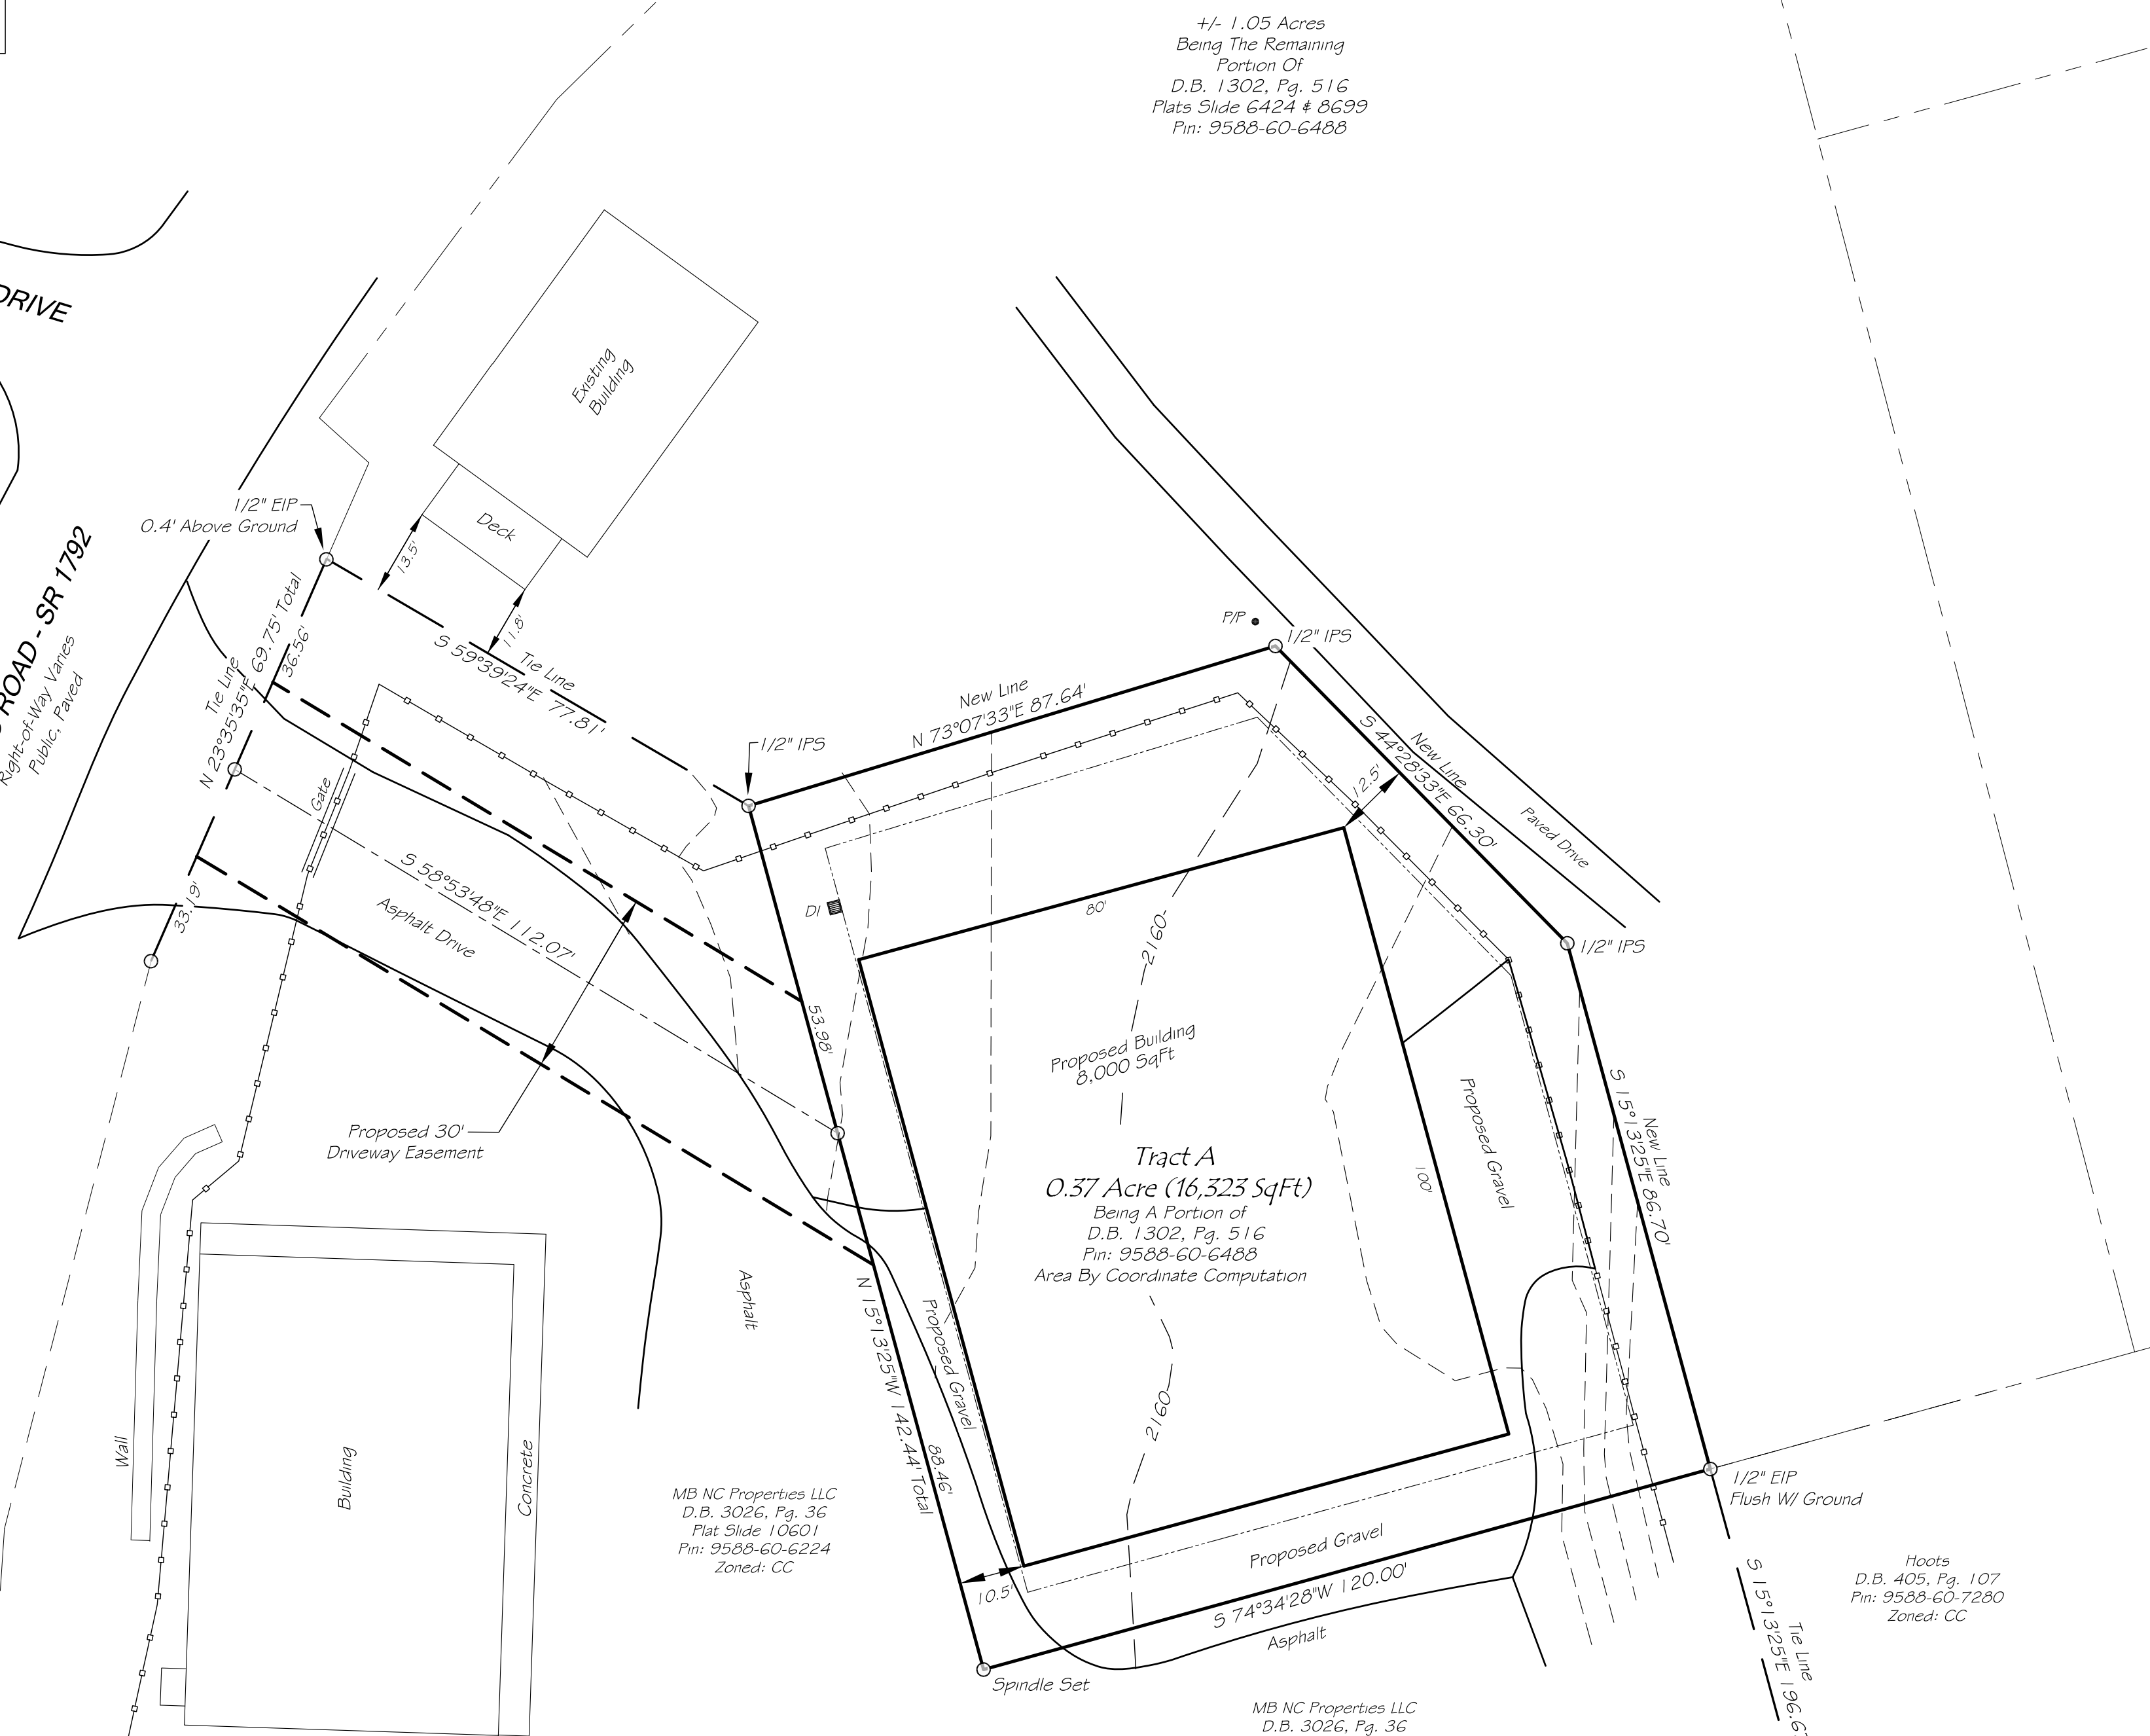 +/- 1.05 Acres
Being The Remaining
Portion Of
D.B. 1302, Pg. 516
Plats Slide 6424 & 8699
Pin: 9588-60-6488
DRIVE
Existing
Building
Deck
13.5'
11.8'
1/2" EIP
0.4' Above Ground
ROAD - SR 1792
Right-of-Way Varies
Public, Paved
Tie Line
N 23°35'35"E 69.75' Total
36.56'
33.19'
Tie Line
S 59°39'24"E 77.81'
Gate
S 58°53'48"E 112.07'
Asphalt Drive
Proposed 30'
Driveway Easement
1/2" IPS
New Line
N 73°07'33"E 87.64'
P/P
1/2" IPS
New Line
S 44°28'33"E 66.30'
12.5'
Paved Drive
1/2" IPS
DI
80'
2160
53.98'
Proposed Building
8,000 SqFt
Tract A
0.37 Acre (16,323 SqFt)
Being A Portion of
D.B. 1302, Pg. 516
Pin: 9588-60-6488
Area By Coordinate Computation
100'
Proposed Gravel
New Line
S 15°13'25"E 86.70'
Asphalt
Proposed Gravel
N 15°13'25"W 142.44' Total
88.46'
2160
Wall
Building
Concrete
MB NC Properties LLC
D.B. 3026, Pg. 36
Plat Slide 10601
Pin: 9588-60-6224
Zoned: CC
10.5'
Proposed Gravel
S 74°34'28"W 120.00'
Asphalt
Spindle Set
1/2" EIP
Flush W/ Ground
Hoots
D.B. 405, Pg. 107
Pin: 9588-60-7280
Zoned: CC
Tie Line
S 15°13'25"E
MB NC Properties LLC
D.B. 3026, Pg. 36